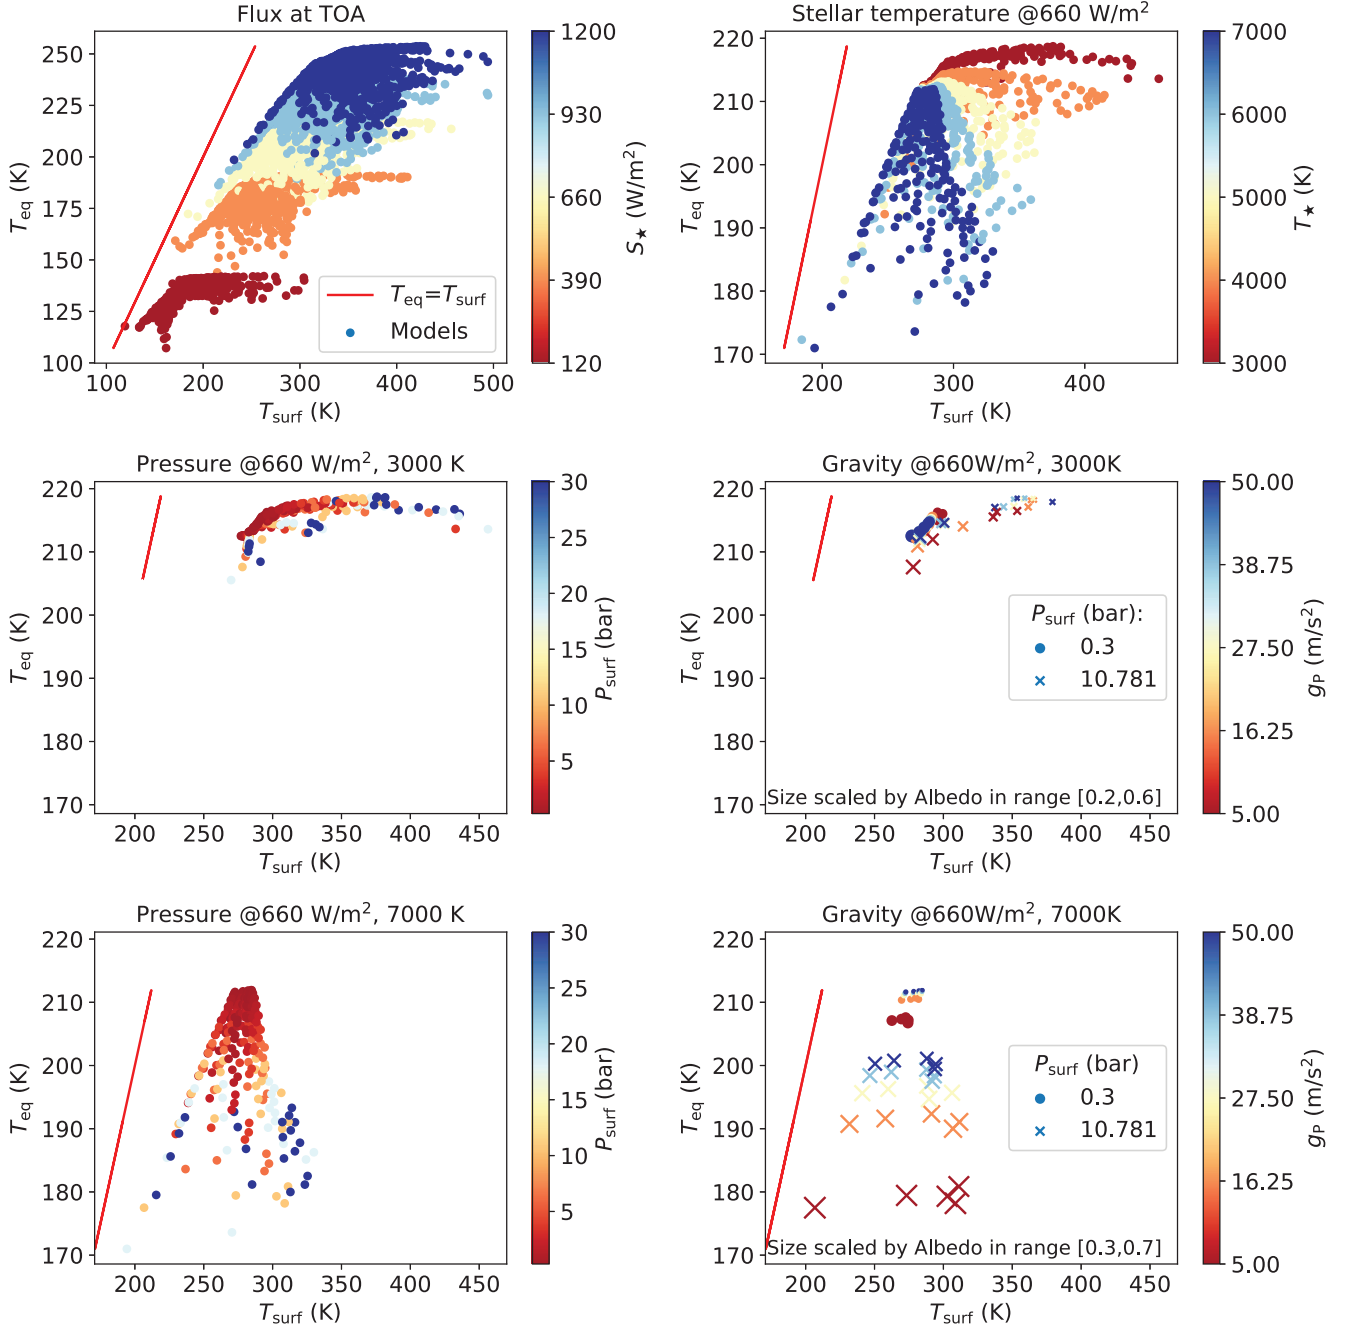 Flux at TOA
250
225
200
175
150
125
100
T_eq (K)
100 200 300 400 500
T_surf (K)
T_eq=T_surf
Models
1200
930
660
390
120
S★ (W/m²)
Stellar temperature @660 W/m²
220
210
200
190
180
170
T_eq (K)
200 300 400
T_surf (K)
7000
6000
5000
4000
3000
T★ (K)
Pressure @660 W/m², 3000 K
220
210
200
190
180
170
T_eq (K)
200 250 300 350 400 450
T_surf (K)
30
25
20
15
10
5
P_surf (bar)
Gravity @660W/m², 3000K
220
210
200
190
180
170
T_eq (K)
P_surf (bar):
0.3
10.781
Size scaled by Albedo in range [0.2,0.6]
200 250 300 350 400 450
T_surf (K)
50.00
38.75
27.50
16.25
5.00
g_P (m/s²)
Pressure @660 W/m², 7000 K
220
210
200
190
180
170
T_eq (K)
200 250 300 350 400 450
T_surf (K)
30
25
20
15
10
5
P_surf (bar)
Gravity @660W/m², 7000K
220
210
200
190
180
170
T_eq (K)
P_surf (bar)
0.3
10.781
Size scaled by Albedo in range [0.3,0.7]
200 250 300 350 400 450
T_surf (K)
50.00
38.75
27.50
16.25
5.00
g_P (m/s²)